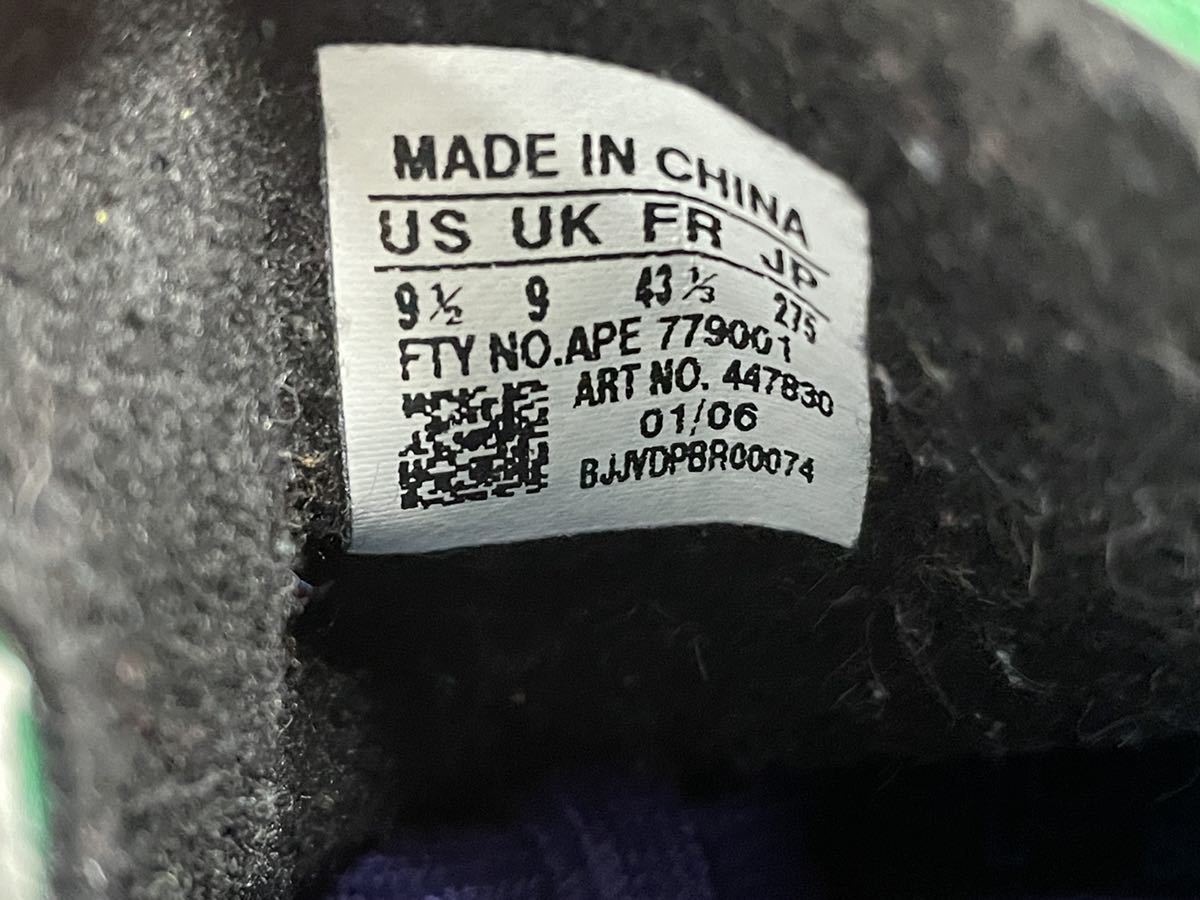 MADE IN CHINA
US UK FR JP
9 ½ 9 43 ⅓ 275
FTY NO. APE 779001
ART NO. 447830
01/06
BJJVDPBR00074